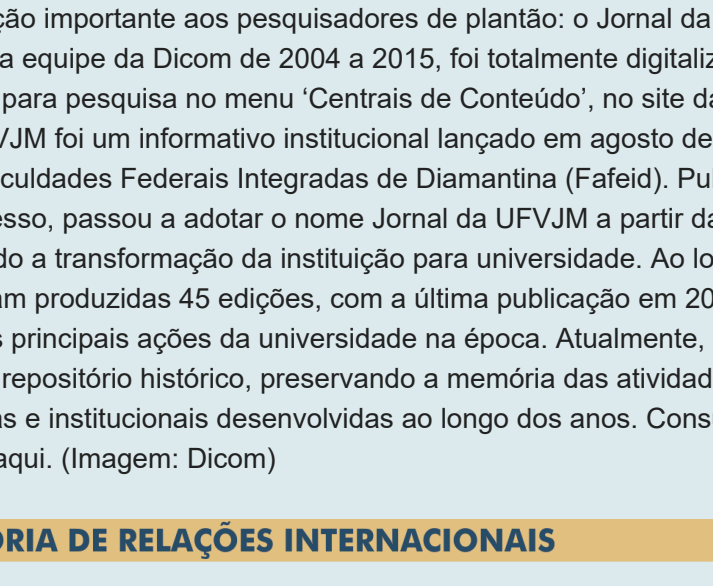 ção importante aos pesquisadores de plantão: o Jornal da
a equipe da Dicom de 2004 a 2015, foi totalmente digitaliz
para pesquisa no menu ‘Centrais de Conteúdo’, no site da
VJM foi um informativo institucional lançado em agosto de
culdades Federais Integradas de Diamantina (Fafeid). Pu
esso, passou a adotar o nome Jornal da UFVJM a partir da
do a transformação da instituição para universidade. Ao lo
am produzidas 45 edições, com a última publicação em 20
s principais ações da universidade na época. Atualmente,
repositório histórico, preservando a memória das atividad
as e institucionais desenvolvidas ao longo dos anos. Cons
aqui. (Imagem: Dicom)
ORIA DE RELAÇÕES INTERNACIONAIS